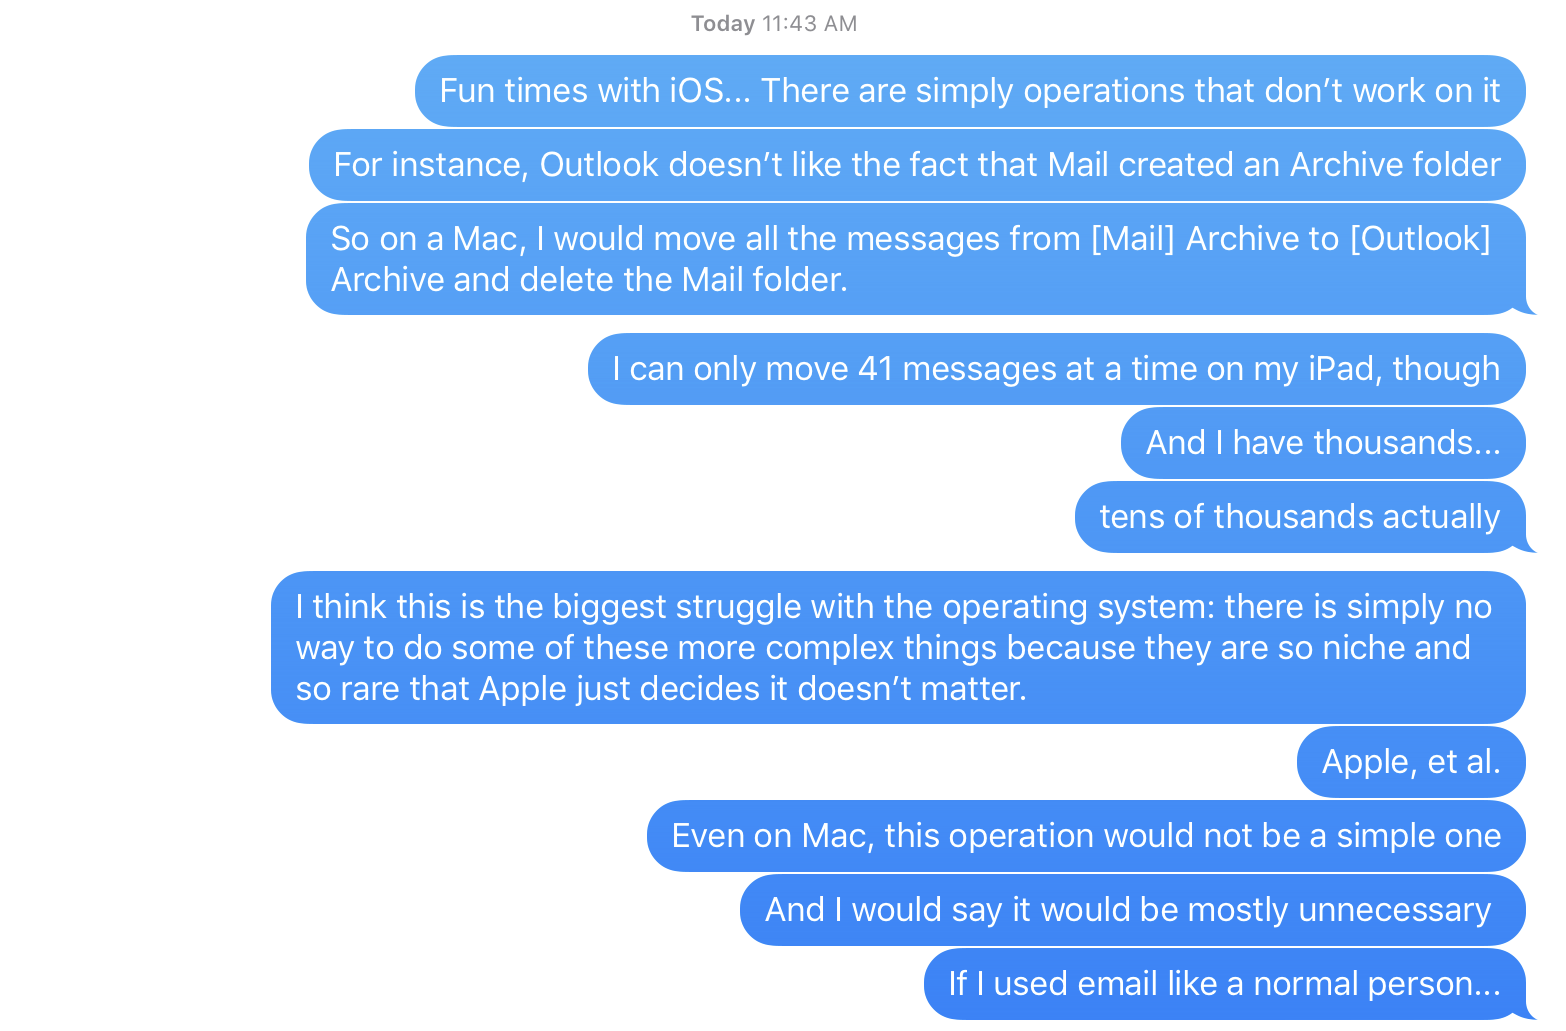 Today 11:43 AM
Fun times with iOS... There are simply operations that don’t work on it
For instance, Outlook doesn’t like the fact that Mail created an Archive folder
So on a Mac, I would move all the messages from [Mail] Archive to [Outlook]
Archive and delete the Mail folder.
I can only move 41 messages at a time on my iPad, though
And I have thousands...
tens of thousands actually
I think this is the biggest struggle with the operating system: there is simply no
way to do some of these more complex things because they are so niche and
so rare that Apple just decides it doesn’t matter.
Apple, et al.
Even on Mac, this operation would not be a simple one
And I would say it would be mostly unnecessary
If I used email like a normal person...